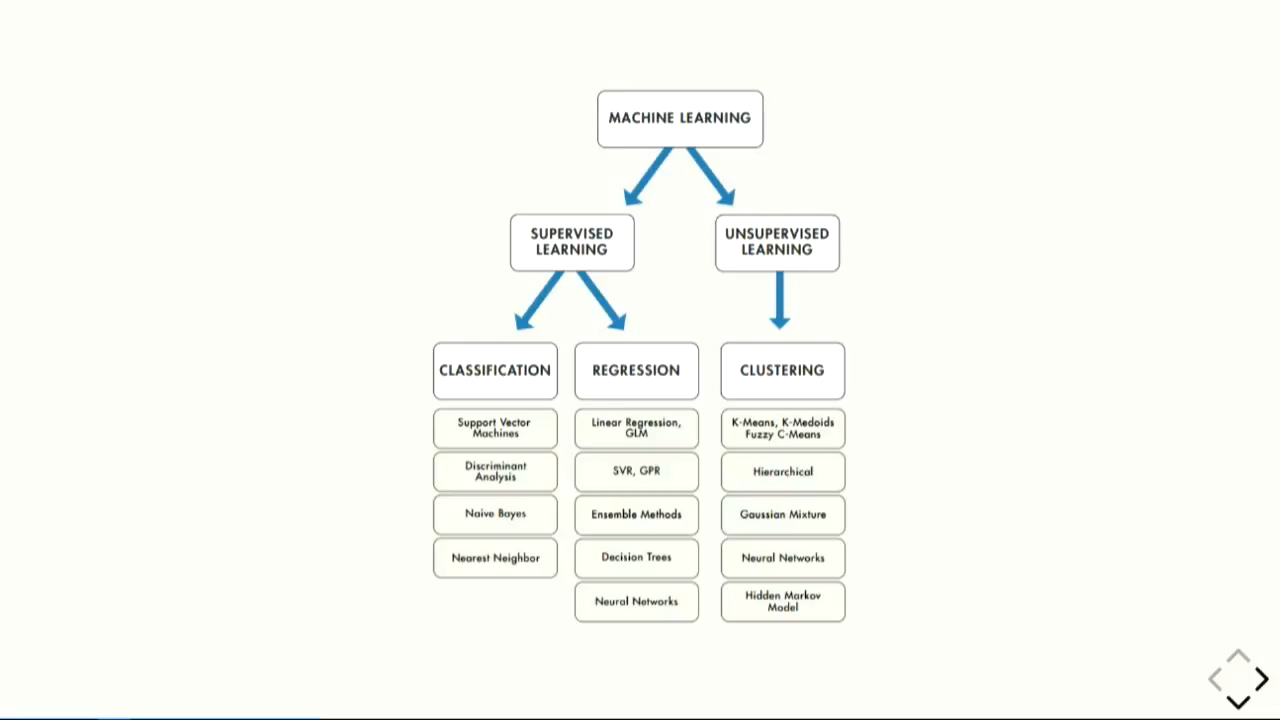 MACHINE LEARNING
SUPERVISED
LEARNING
UNSUPERVISED
LEARNING
CLASSIFICATION
REGRESSION
CLUSTERING
Support Vector
Machines
Linear Regression,
GLM
K-Means, K-Medoids
Fuzzy C-Means
Discriminant
Analysis
SVR, GPR
Hierarchical
Naive Bayes
Ensemble Methods
Gaussian Mixture
Nearest Neighbor
Decision Trees
Neural Networks
Neural Networks
Hidden Markov
Model